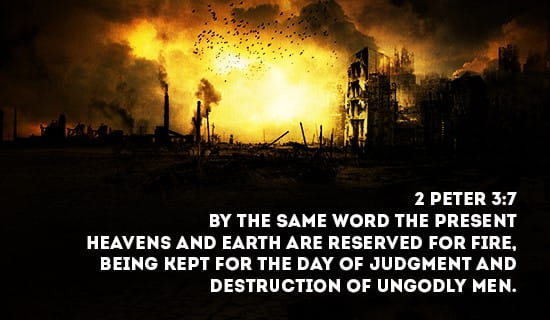 2 PETER 3:7
BY THE SAME WORD THE PRESENT
HEAVENS AND EARTH ARE RESERVED FOR FIRE,
BEING KEPT FOR THE DAY OF JUDGMENT AND
DESTRUCTION OF UNGODLY MEN.